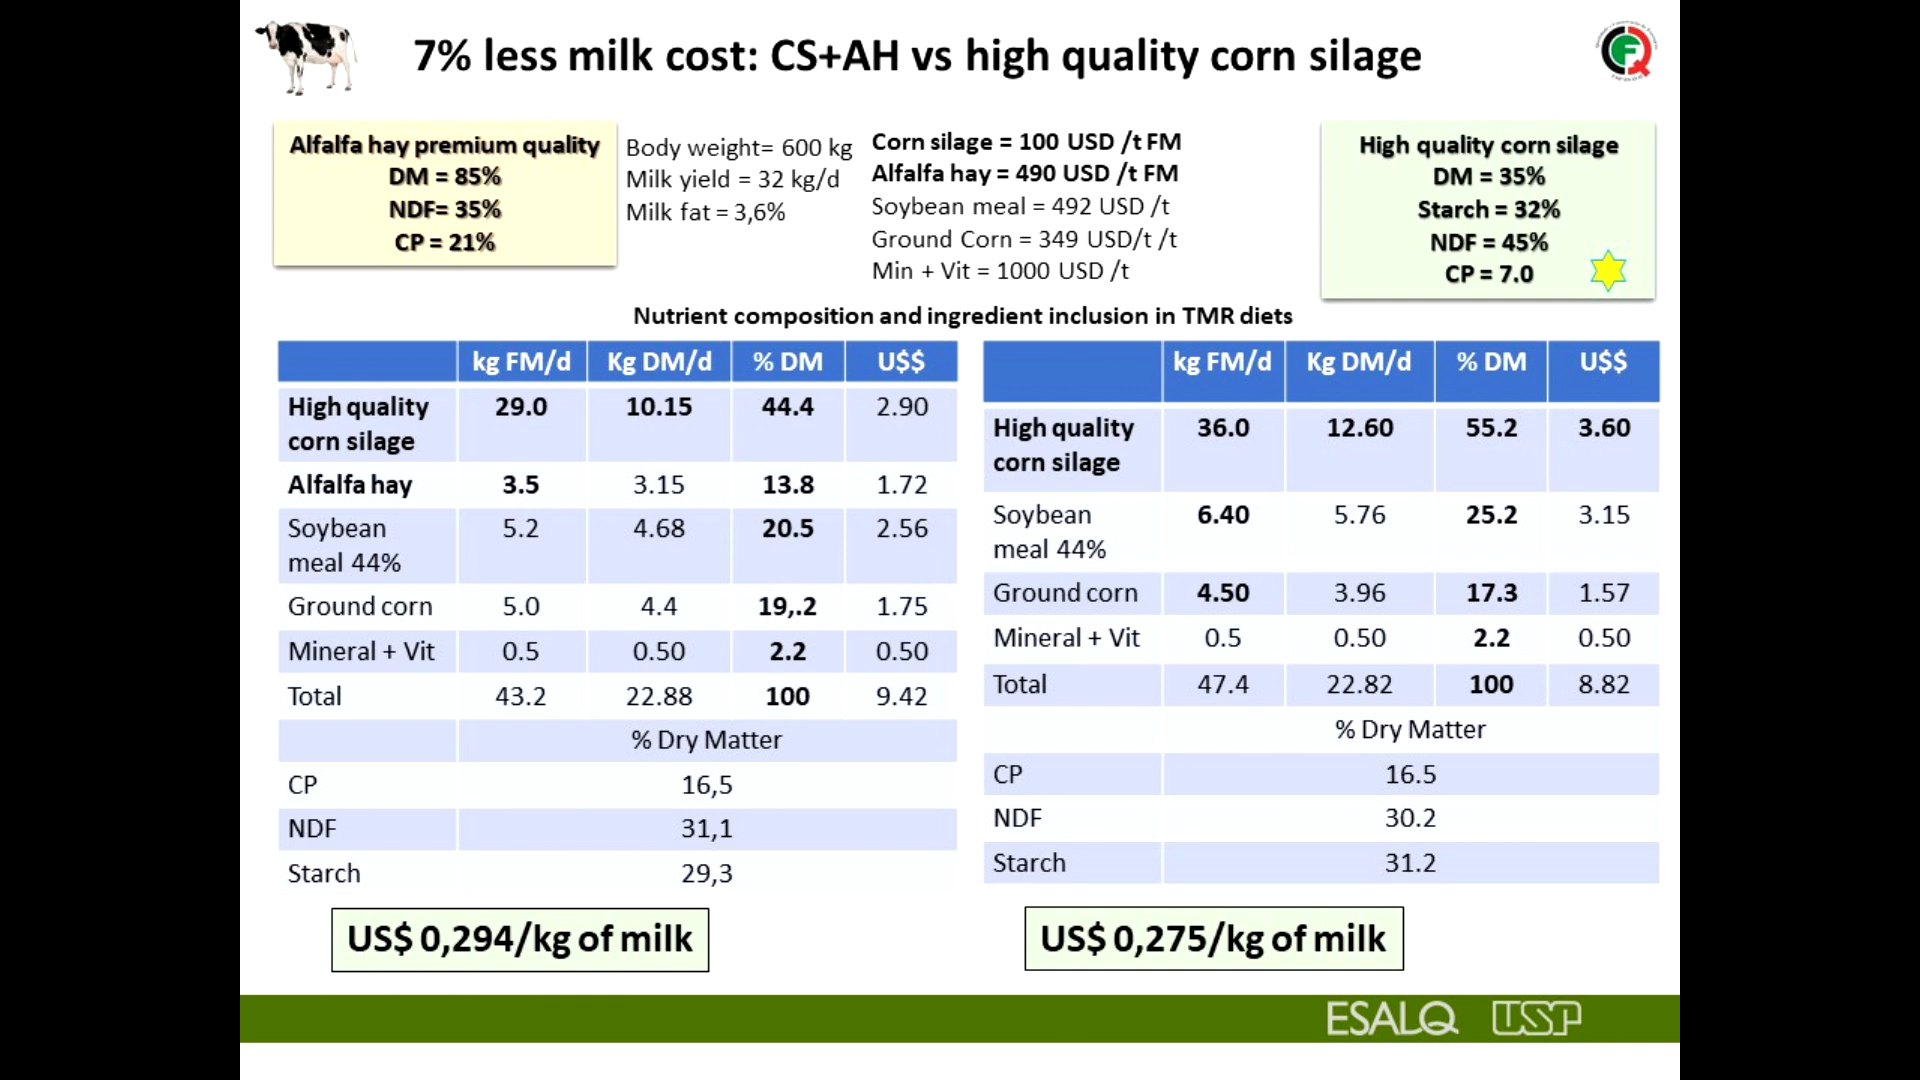 7% less milk cost: CS+AH vs high quality corn silage
Alfalfa hay premium quality
DM = 85%
NDF= 35%
CP = 21%
Body weight= 600 kg
Milk yield = 32 kg/d
Milk fat = 3,6%
Corn silage = 100 USD /t FM
Alfalfa hay = 490 USD /t FM
Soybean meal = 492 USD /t
Ground Corn = 349 USD/t /t
Min + Vit = 1000 USD /t
High quality corn silage
DM = 35%
Starch = 32%
NDF = 45%
CP = 7.0
Nutrient composition and ingredient inclusion in TMR diets
kg FM/d Kg DM/d % DM U$$
High quality corn silage 29.0 10.15 44.4 2.90
Alfalfa hay 3.5 3.15 13.8 1.72
Soybean meal 44% 5.2 4.68 20.5 2.56
Ground corn 5.0 4.4 19,.2 1.75
Mineral + Vit 0.5 0.50 2.2 0.50
Total 43.2 22.88 100 9.42
% Dry Matter
CP 16,5
NDF 31,1
Starch 29,3
US$ 0,294/kg of milk
kg FM/d Kg DM/d % DM U$$
High quality corn silage 36.0 12.60 55.2 3.60
Soybean meal 44% 6.40 5.76 25.2 3.15
Ground corn 4.50 3.96 17.3 1.57
Mineral + Vit 0.5 0.50 2.2 0.50
Total 47.4 22.82 100 8.82
% Dry Matter
CP 16.5
NDF 30.2
Starch 31.2
US$ 0,275/kg of milk
ESALQ USP